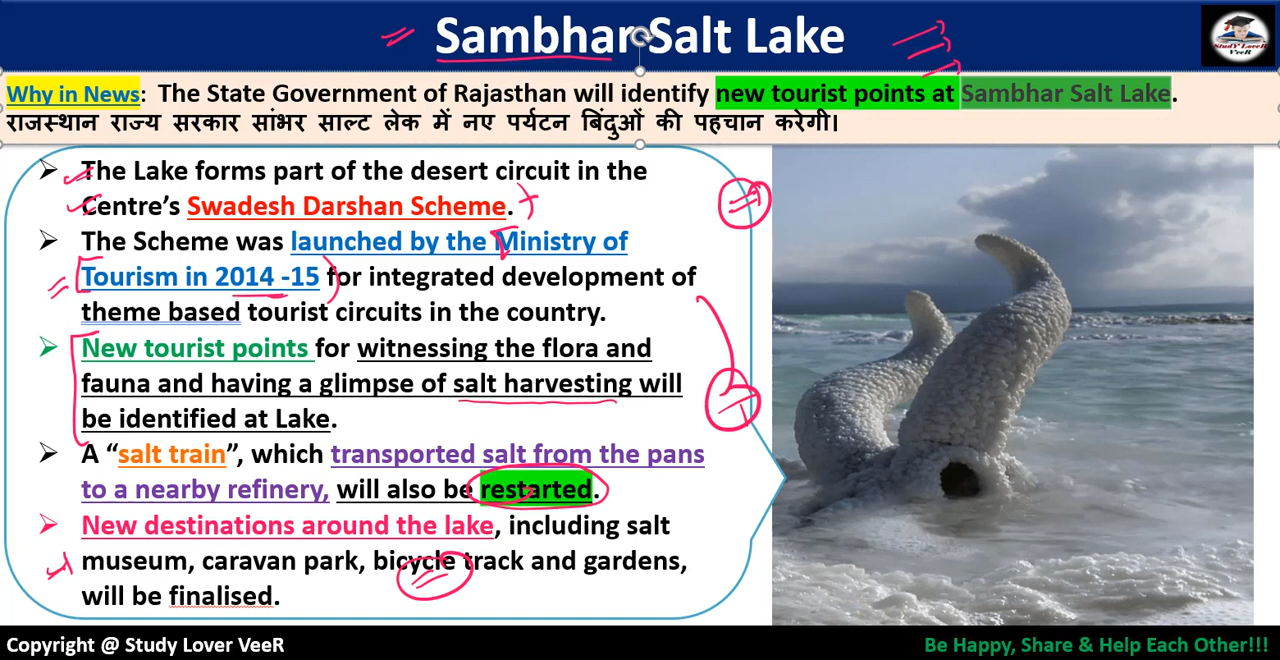 Sambhar Salt Lake
StudY LoveR
VeeR
Why in News: The State Government of Rajasthan will identify new tourist points at Sambhar Salt Lake.
राजस्थान राज्य सरकार सांभर साल्ट लेक में नए पर्यटन बिंदुओं की पहचान करेगी।
➢ The Lake forms part of the desert circuit in the
Centre’s Swadesh Darshan Scheme.
➢ The Scheme was launched by the Ministry of
Tourism in 2014 -15 for integrated development of
theme based tourist circuits in the country.
➢ New tourist points for witnessing the flora and
fauna and having a glimpse of salt harvesting will
be identified at Lake.
➢ A “salt train”, which transported salt from the pans
to a nearby refinery, will also be restarted.
➢ New destinations around the lake, including salt
museum, caravan park, bicycle track and gardens,
will be finalised.
Copyright @ Study Lover VeeR
Be Happy, Share & Help Each Other!!!